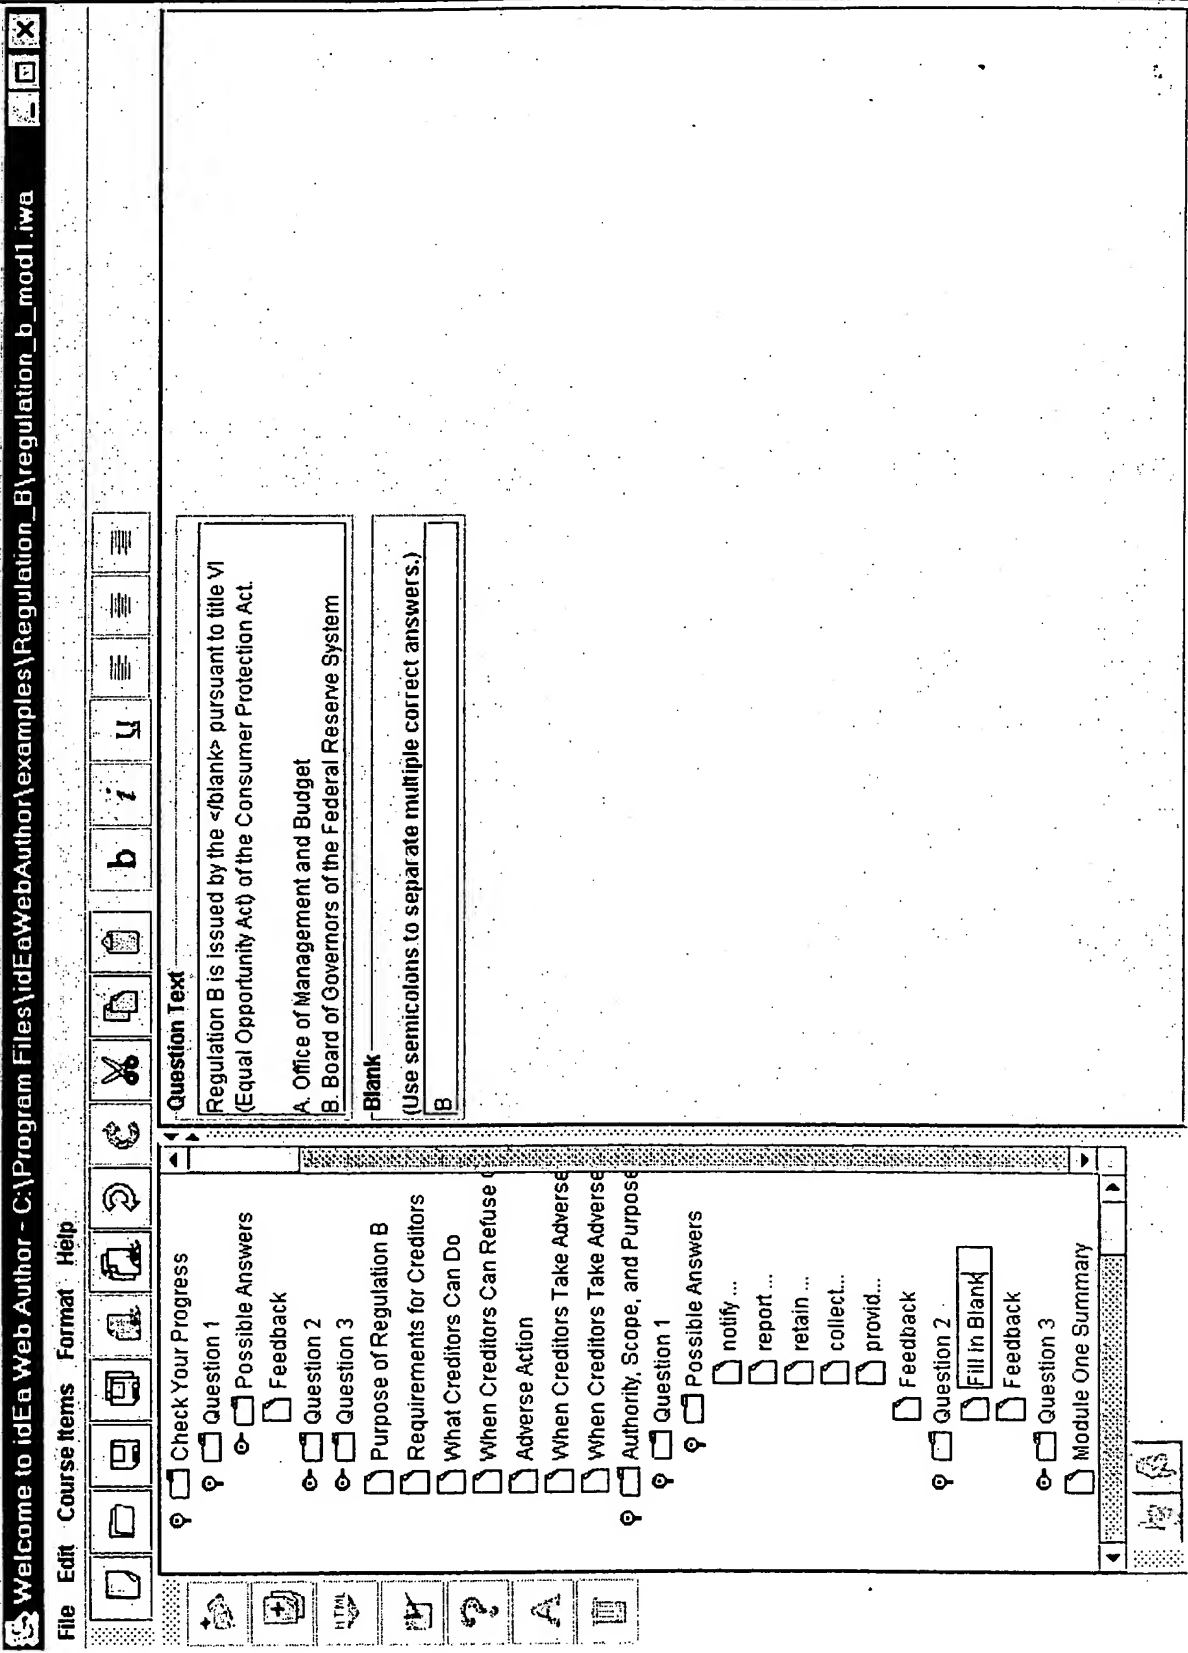 Welcome to idEa Web Author - C:\Program Files\idEaWebAuthor\examples\Regulation_B\regulation_b_mod1.iwa
File Edit Course Items Format Help
b i u
HTML
?
A
Check Your Progress
Question 1
Possible Answers
Feedback
Question 2
Question 3
Purpose of Regulation B
Requirements for Creditors
What Creditors Can Do
When Creditors Can Refuse
Adverse Action
When Creditors Take Adverse
When Creditors Take Adverse
Authority, Scope, and Purpose
Question 1
Possible Answers
notify ...
report ...
retain ...
collect...
provid...
Feedback
Question 2
Fill In Blank
Feedback
Question 3
Module One Summary
Question Text
Regulation B is issued by the </blank> pursuant to title VI
(Equal Opportunity Act) of the Consumer Protection Act.
A. Office of Management and Budget
B. Board of Governors of the Federal Reserve System
Blank
(Use semicolons to separate multiple correct answers.)
B